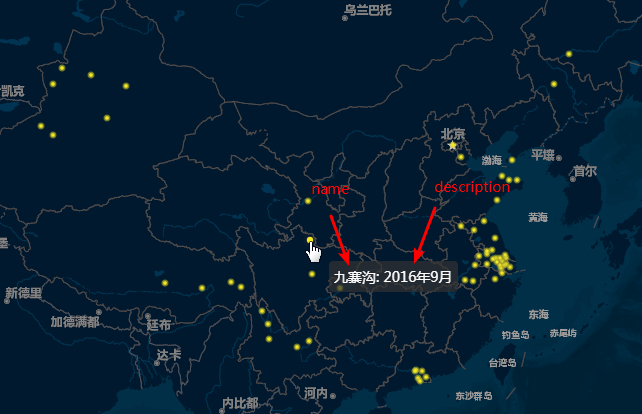 乌兰巴托
凯克
北京
渤海
平壤
首尔
name
description
黄海
九寨沟: 2016年9月
新德里
加德满都
廷布
东海
钓鱼岛
赤尾屿
达卡
台湾岛
内比都
河内
东沙群岛